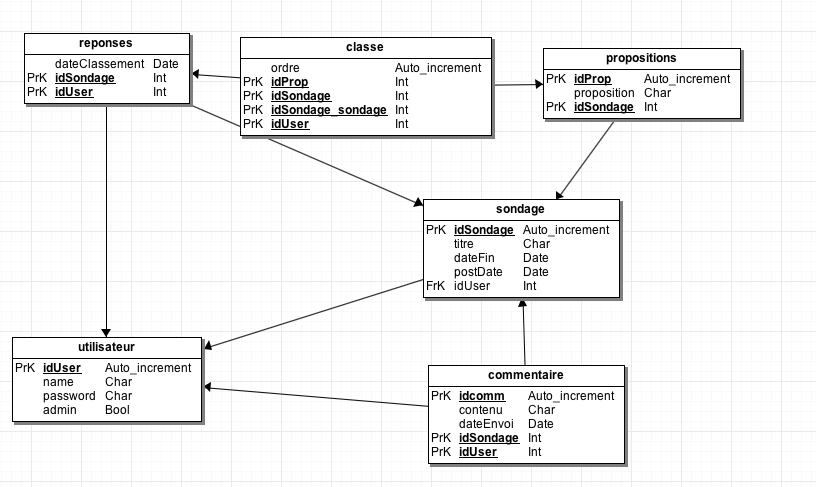 reponses
dateClassement Date
PrK idSondage Int
PrK idUser Int
classe
ordre Auto_increment
PrK idProp Int
PrK idSondage Int
PrK idSondage_sondage Int
PrK idUser Int
propositions
PrK idProp Auto_increment
proposition Char
PrK idSondage Int
sondage
PrK idSondage Auto_increment
titre Char
dateFin Date
postDate Date
FrK idUser Int
utilisateur
PrK idUser Auto_increment
name Char
password Char
admin Bool
commentaire
PrK idcomm Auto_increment
contenu Char
dateEnvoi Date
PrK idSondage Int
PrK idUser Int